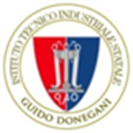 ISTITUTO TECNICO INDUSTRIALE STATALE
GUIDO DONEGANI